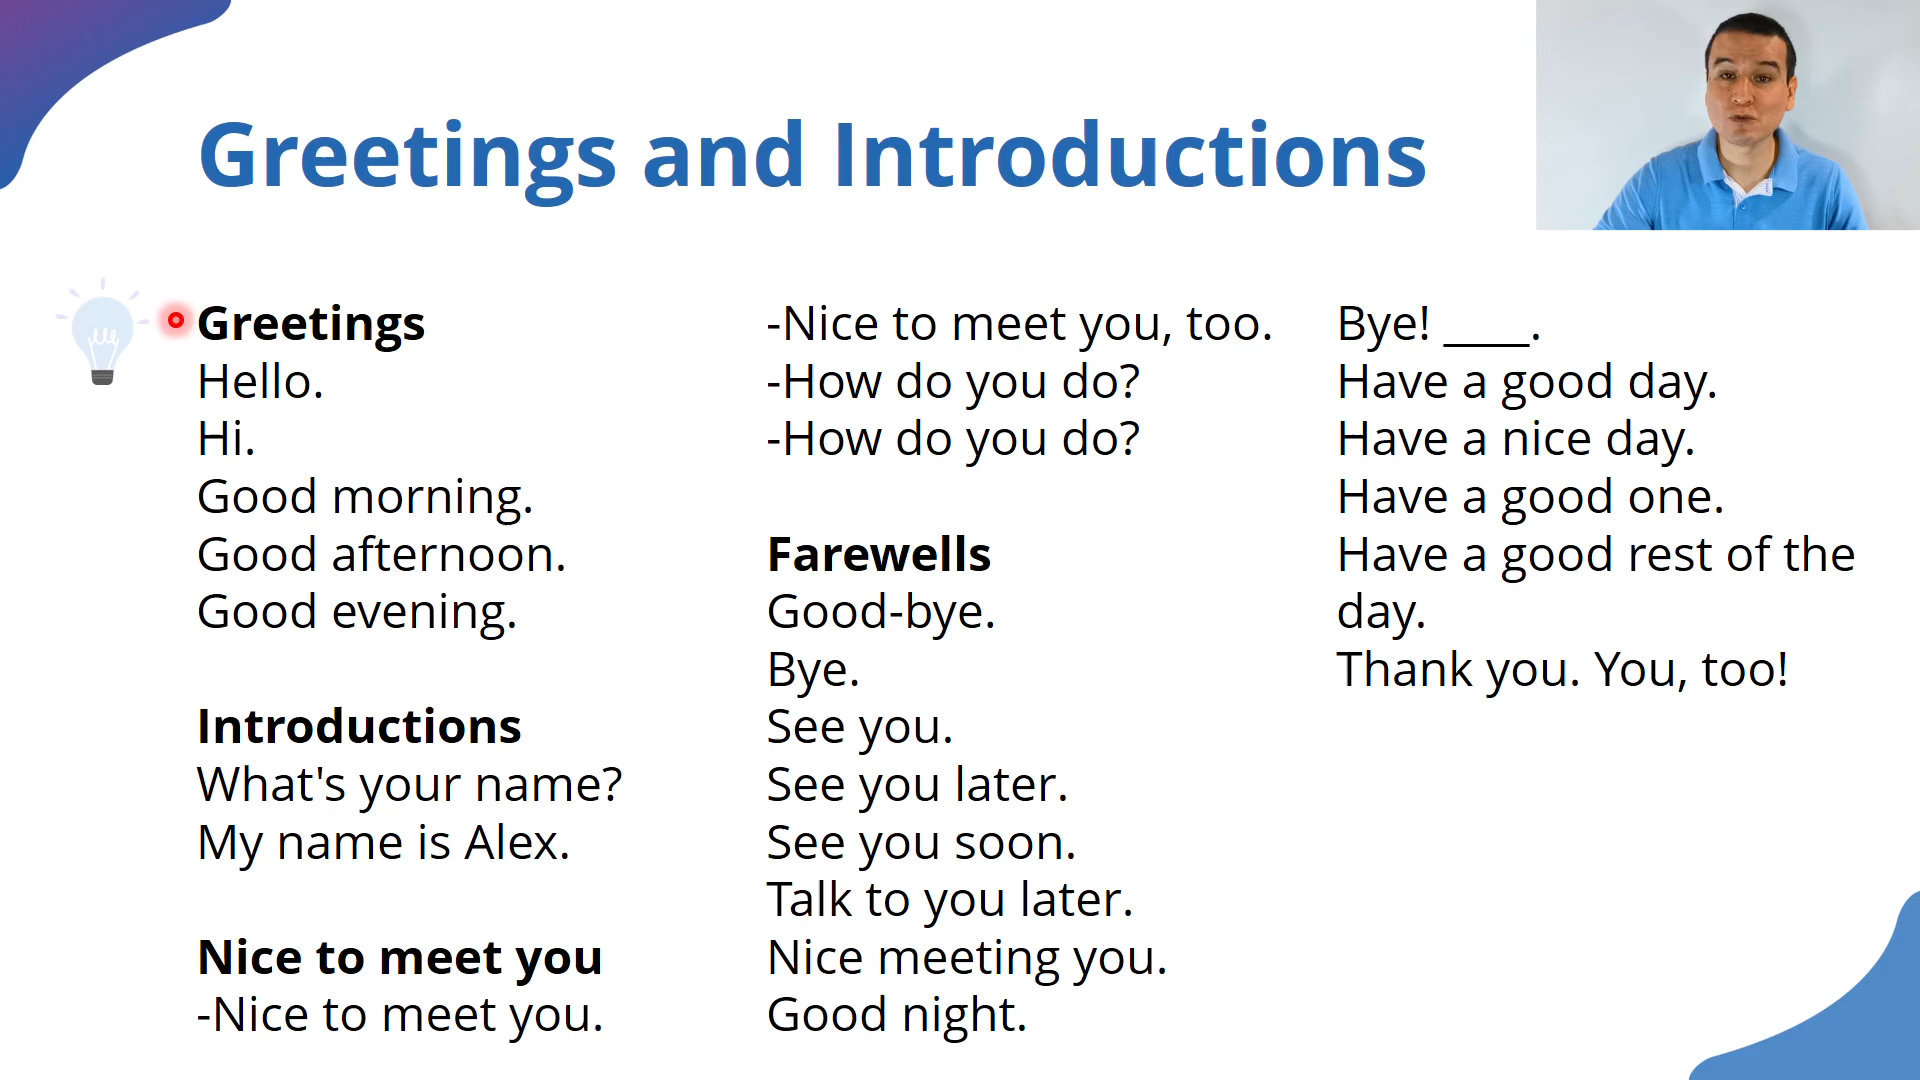 Greetings and Introductions
Greetings
Hello.
Hi.
Good morning.
Good afternoon.
Good evening.
Introductions
What's your name?
My name is Alex.
Nice to meet you
-Nice to meet you.
-Nice to meet you, too.
-How do you do?
-How do you do?
Farewells
Good-bye.
Bye.
See you.
See you later.
See you soon.
Talk to you later.
Nice meeting you.
Good night.
Bye! ____.
Have a good day.
Have a nice day.
Have a good one.
Have a good rest of the
day.
Thank you. You, too!